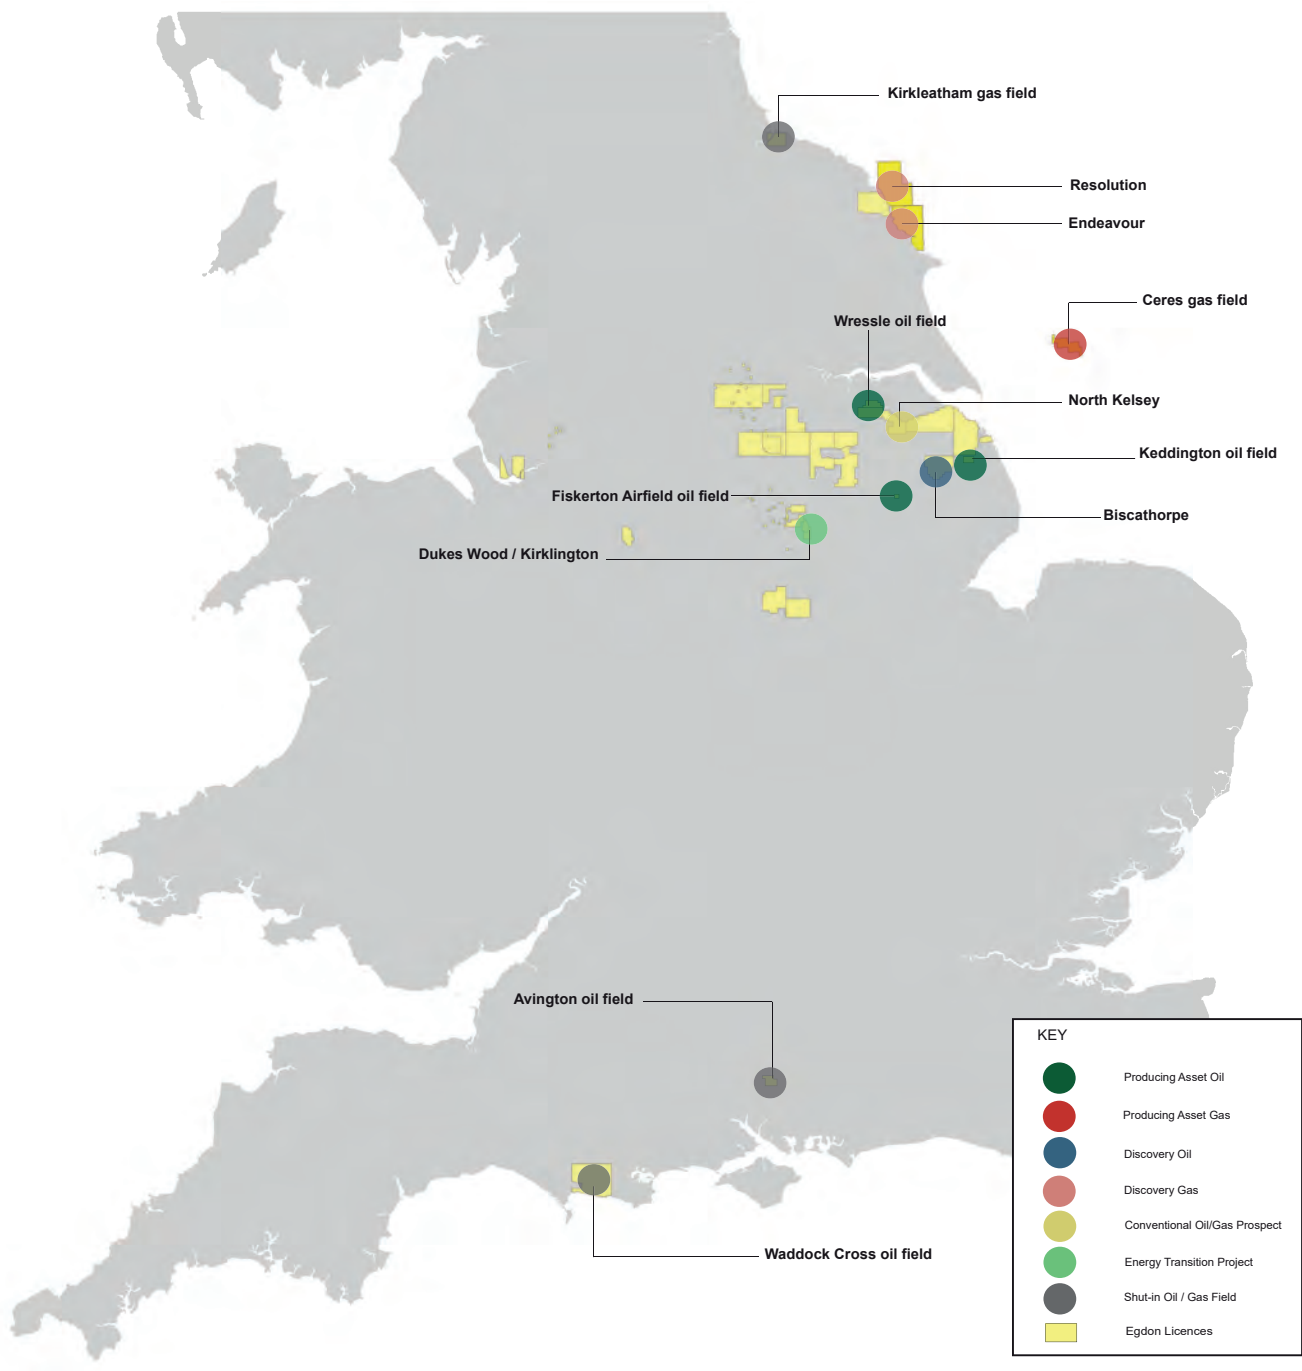 Kirkleatham gas field
Resolution
Endeavour
Ceres gas field
Wressle oil field
North Kelsey
Keddington oil field
Fiskerton Airfield oil field
Biscathorpe
Dukes Wood / Kirklington
Avington oil field
Waddock Cross oil field
KEY
Producing Asset Oil
Producing Asset Gas
Discovery Oil
Discovery Gas
Conventional Oil/Gas Prospect
Energy Transition Project
Shut-in Oil / Gas Field
Egdon Licences